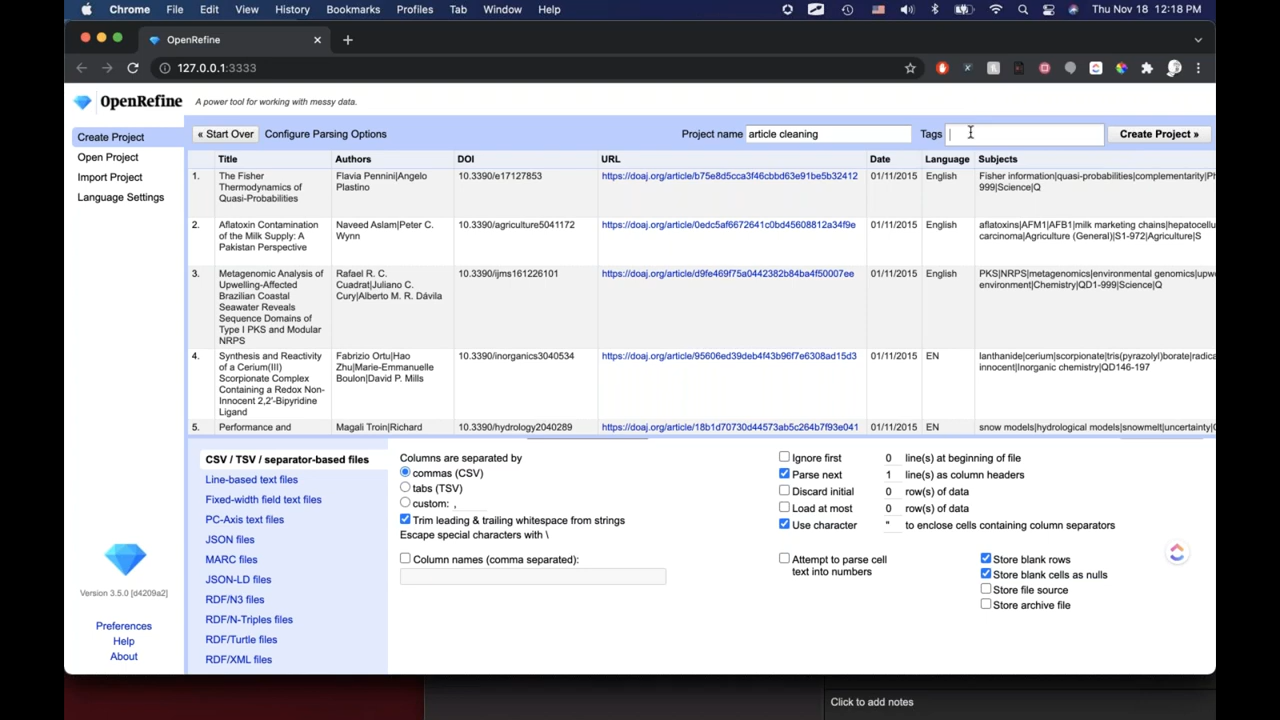 Chrome File Edit View History Bookmarks Profiles Tab Window Help Thu Nov 18 12:18 PM
OpenRefine
127.0.0.1:3333
OpenRefine A power tool for working with messy data.
Create Project
Open Project
Import Project
Language Settings
« Start Over Configure Parsing Options Project name article cleaning Tags Create Project »
Title Authors DOI URL Date Language Subjects
1. The Fisher Flavia Pennini|Angelo 10.3390/e17127853 https://doaj.org/article/b75e8d5cca3f46cbbd63e91be5b32412 01/11/2015 English Fisher information|quasi-probabilities|complementarity|Ph
Thermodynamics of Plastino 999|Science|Q
Quasi-Probabilities
2. Aflatoxin Contamination Naveed Aslam|Peter C. 10.3390/agriculture5041172 https://doaj.org/article/0edc5af6672641c0bd45608812a34f9e 01/11/2015 English aflatoxins|AFM1|AFB1|milk marketing chains|hepatocellu
of the Milk Supply: A Wynn carcinoma|Agriculture (General)|S1-972|Agriculture|S
Pakistan Perspective
3. Metagenomic Analysis of Rafael R. C. 10.3390/ijms161226101 https://doaj.org/article/d9fe469f75a0442382b84ba4f50007ee 01/11/2015 English PKS|NRPS|metagenomics|environmental genomics|upwe
Upwelling-Affected Cuadrat|Juliano C. environment|Chemistry|QD1-999|Science|Q
Brazilian Coastal Cury|Alberto M. R. Dávila
Seawater Reveals
Sequence Domains of
Type I PKS and Modular
NRPS
4. Synthesis and Reactivity Fabrizio Ortu|Hao 10.3390/inorganics3040534 https://doaj.org/article/95606ed39deb4f43b96f7e6308ad15d3 01/11/2015 EN lanthanide|cerium|scorpionate|tris(pyrazolyl)borate|radica
of a Cerium(III) Zhu|Marie-Emmanuelle innocent|Inorganic chemistry|QD146-197
Scorpionate Complex Boulon|David P. Mills
Containing a Redox Non-
Innocent 2,2′-Bipyridine
Ligand
5. Performance and Magali Troin|Richard 10.3390/hydrology2040289 https://doaj.org/article/18b1d70730d44573ab5c264b7f93e041 01/11/2015 EN snow models|hydrological models|snowmelt|uncertainty|G
CSV / TSV / separator-based files
Line-based text files
Fixed-width field text files
PC-Axis text files
JSON files
MARC files
JSON-LD files
RDF/N3 files
RDF/N-Triples files
RDF/Turtle files
RDF/XML files
Columns are separated by
commas (CSV)
tabs (TSV)
custom: ,
Trim leading & trailing whitespace from strings
Escape special characters with \
Column names (comma separated):
Ignore first 0 line(s) at beginning of file
Parse next 1 line(s) as column headers
Discard initial 0 row(s) of data
Load at most 0 row(s) of data
Use character " to enclose cells containing column separators
Attempt to parse cell
text into numbers
Store blank rows
Store blank cells as nulls
Store file source
Store archive file
Version 3.5.0 [d4209a2]
Preferences
Help
About
Click to add notes